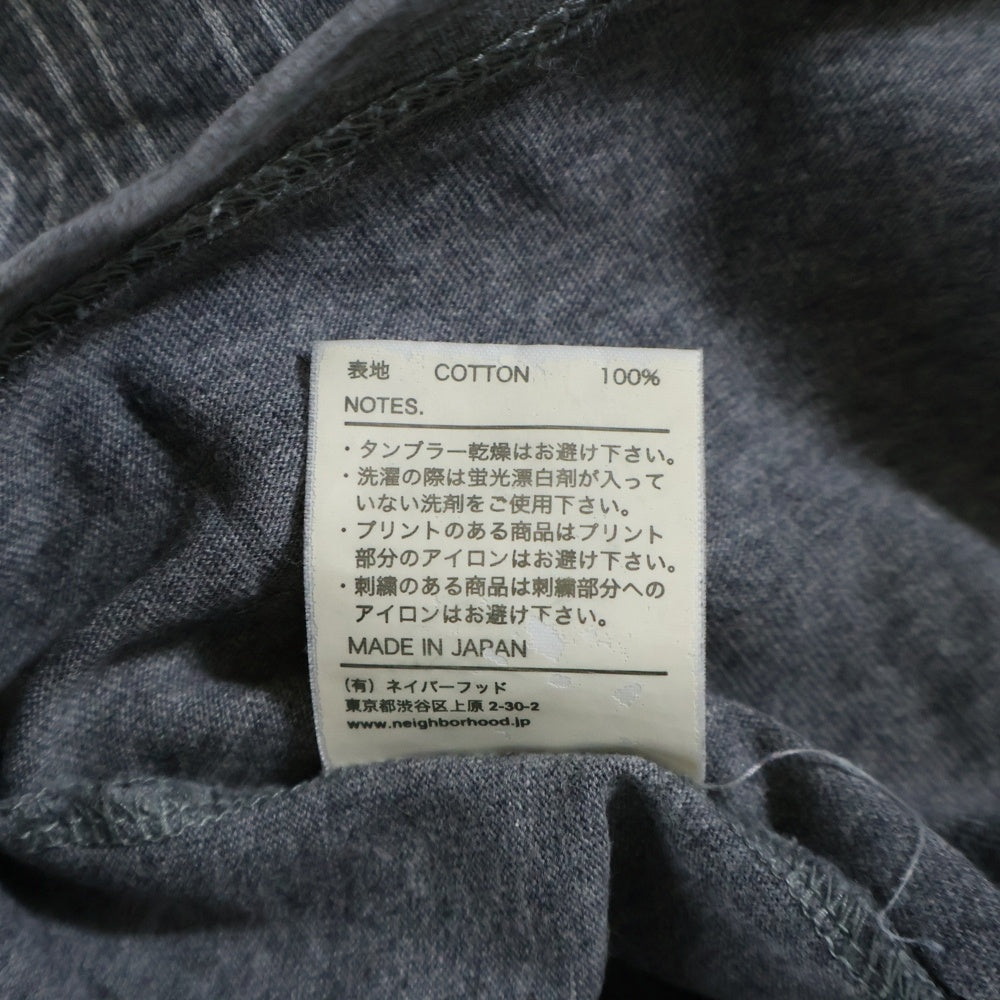 表地 COTTON 100%
NOTES.
・タンブラー乾燥はお避け下さい。
・洗濯の際は蛍光漂白剤が入って
いない洗剤をご使用下さい。
・プリントのある商品はプリント
部分のアイロンはお避け下さい。
・刺繍のある商品は刺繍部分への
アイロンはお避け下さい。
MADE IN JAPAN
(有) ネイバーフッド
東京都渋谷区上原 2-30-2
www.neighborhood.jp